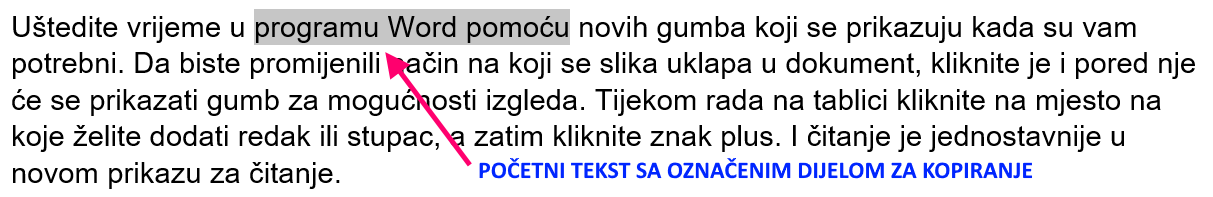 Uštedite vrijeme u programu Word pomoću novih gumba koji se prikazuju kada su vam
potrebni. Da biste promijenili način na koji se slika uklapa u dokument, kliknite je i pored nje
će se prikazati gumb za mogućnosti izgleda. Tijekom rada na tablici kliknite na mjesto na
koje želite dodati redak ili stupac, a zatim kliknite znak plus. I čitanje je jednostavnije u
novom prikazu za čitanje.
POČETNI TEKST SA OZNAČENIM DIJELOM ZA KOPIRANJE